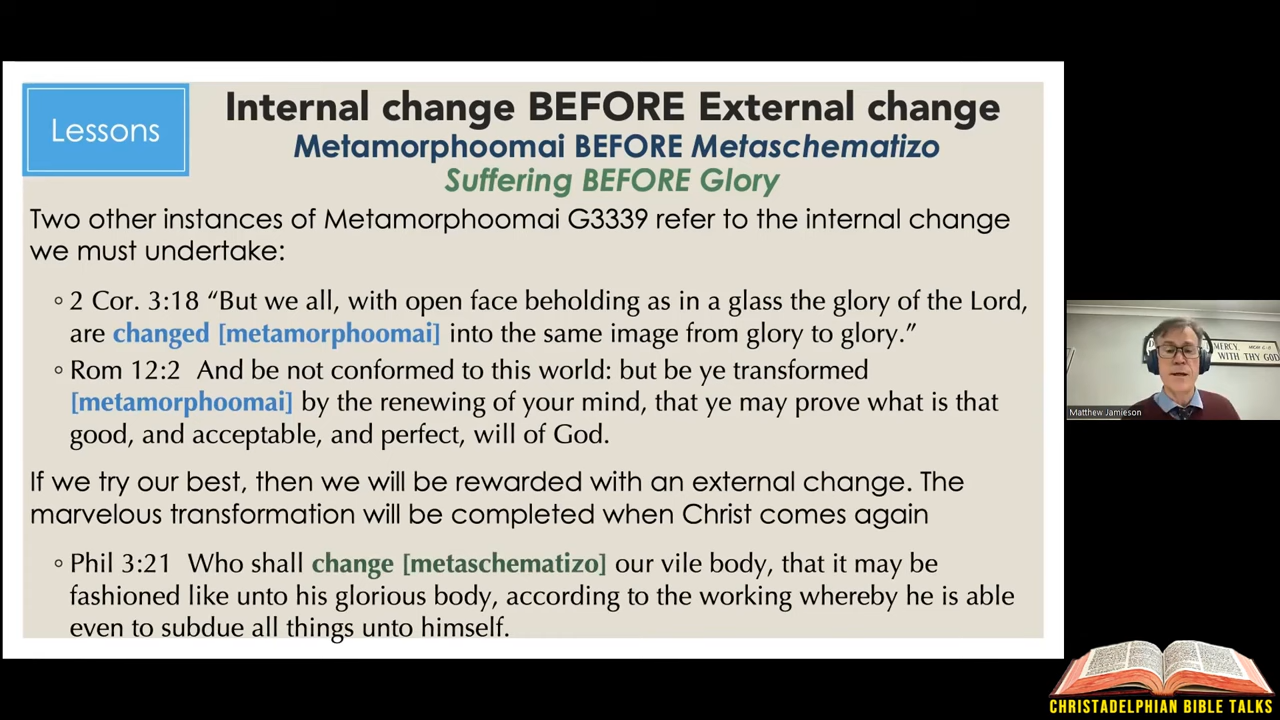 Lessons
Internal change BEFORE External change
Metamorphoomai BEFORE Metaschematizo
Suffering BEFORE Glory
Two other instances of Metamorphoomai G3339 refer to the internal change
we must undertake:
◦ 2 Cor. 3:18 “But we all, with open face beholding as in a glass the glory of the Lord,
are changed [metamorphoomai] into the same image from glory to glory.”
◦ Rom 12:2 And be not conformed to this world: but be ye transformed
[metamorphoomai] by the renewing of your mind, that ye may prove what is that
good, and acceptable, and perfect, will of God.
If we try our best, then we will be rewarded with an external change. The
marvelous transformation will be completed when Christ comes again
◦ Phil 3:21 Who shall change [metaschematizo] our vile body, that it may be
fashioned like unto his glorious body, according to the working whereby he is able
even to subdue all things unto himself.
MERCY,
WITH THY GOD
Matthew Jamieson
CHRISTADELPHIAN BIBLE TALKS